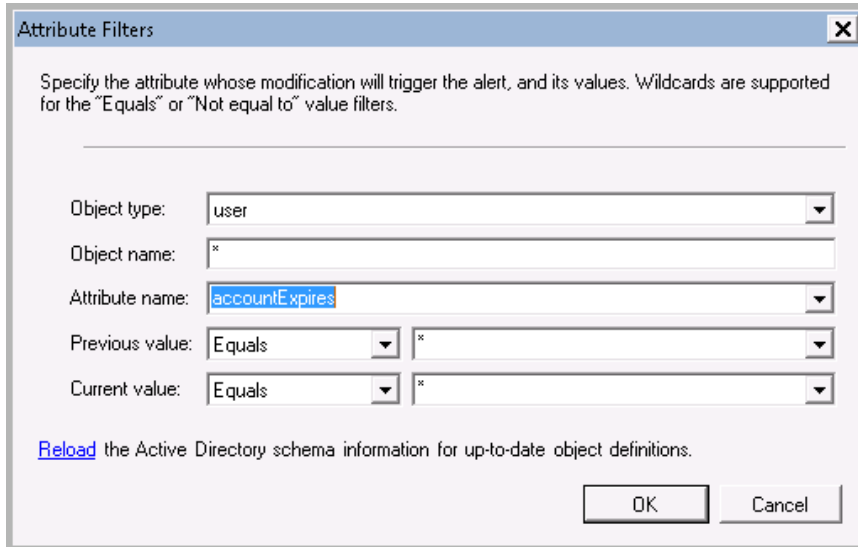 Attribute Filters
Specify the attribute whose modification will trigger the alert, and its values. Wildcards are supported
for the "Equals" or "Not equal to" value filters.
Object type: user
Object name: *
Attribute name: accountExpires
Previous value: Equals *
Current value: Equals *
Reload the Active Directory schema information for up-to-date object definitions.
OK Cancel